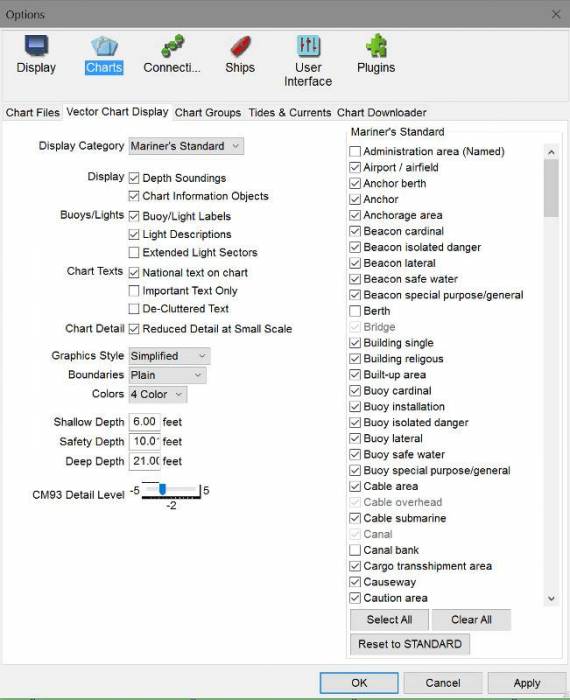 Options
Display
Charts
Connecti...
Ships
User
Interface
Plugins
Chart Files
Vector Chart Display
Chart Groups
Tides & Currents
Chart Downloader
Display Category
Mariner's Standard
Display
Depth Soundings
Chart Information Objects
Buoys/Lights
Buoy/Light Labels
Light Descriptions
Extended Light Sectors
Chart Texts
National text on chart
Important Text Only
De-Cluttered Text
Chart Detail
Reduced Detail at Small Scale
Graphics Style
Simplified
Boundaries
Plain
Colors
4 Color
Shallow Depth
6.00
feet
Safety Depth
10.0
feet
Deep Depth
21.00
feet
CM93 Detail Level
-5
5
-2
Mariner's Standard
Administration area (Named)
Airport / airfield
Anchor berth
Anchor
Anchorage area
Beacon cardinal
Beacon isolated danger
Beacon lateral
Beacon safe water
Beacon special purpose/general
Berth
Bridge
Building single
Building religous
Built-up area
Buoy cardinal
Buoy installation
Buoy isolated danger
Buoy lateral
Buoy safe water
Buoy special purpose/general
Cable area
Cable overhead
Cable submarine
Canal
Canal bank
Cargo transshipment area
Causeway
Caution area
Select All
Clear All
Reset to STANDARD
OK
Cancel
Apply